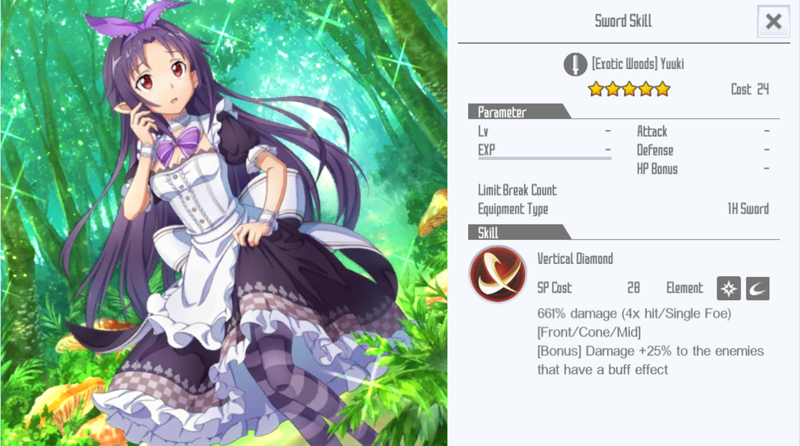 Sword Skill
[Exotic Woods] Yuuki
Cost 24
Parameter
Lv - Attack -
EXP - Defense -
HP Bonus -
Limit Break Count
Equipment Type 1H Sword
Skill
Vertical Diamond
SP Cost 28 Element
661% damage (4x hit/Single Foe)
[Front/Cone/Mid]
[Bonus] Damage +25% to the enemies
that have a buff effect